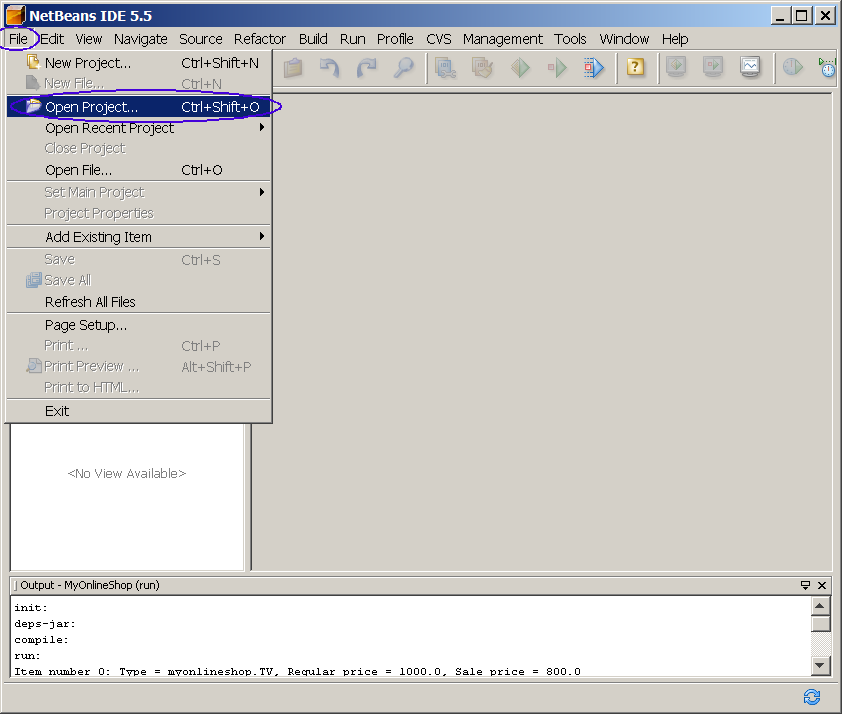 NetBeans IDE 5.5
File Edit View Navigate Source Refactor Build Run Profile CVS Management Tools Window Help
New Project... Ctrl+Shift+N
New File... Ctrl+N
Open Project... Ctrl+Shift+O
Open Recent Project
Close Project
Open File... Ctrl+O
Set Main Project
Project Properties
Add Existing Item
Save Ctrl+S
Save All
Refresh All Files
Page Setup...
Print ... Ctrl+P
Print Preview ... Alt+Shift+P
Print to HTML...
Exit
<No View Available>
Output - MyOnlineShop (run)
init:
deps-jar:
compile:
run:
Item number 0: Type = myonlineshop.TV, Regular price = 1000.0, Sale price = 800.0